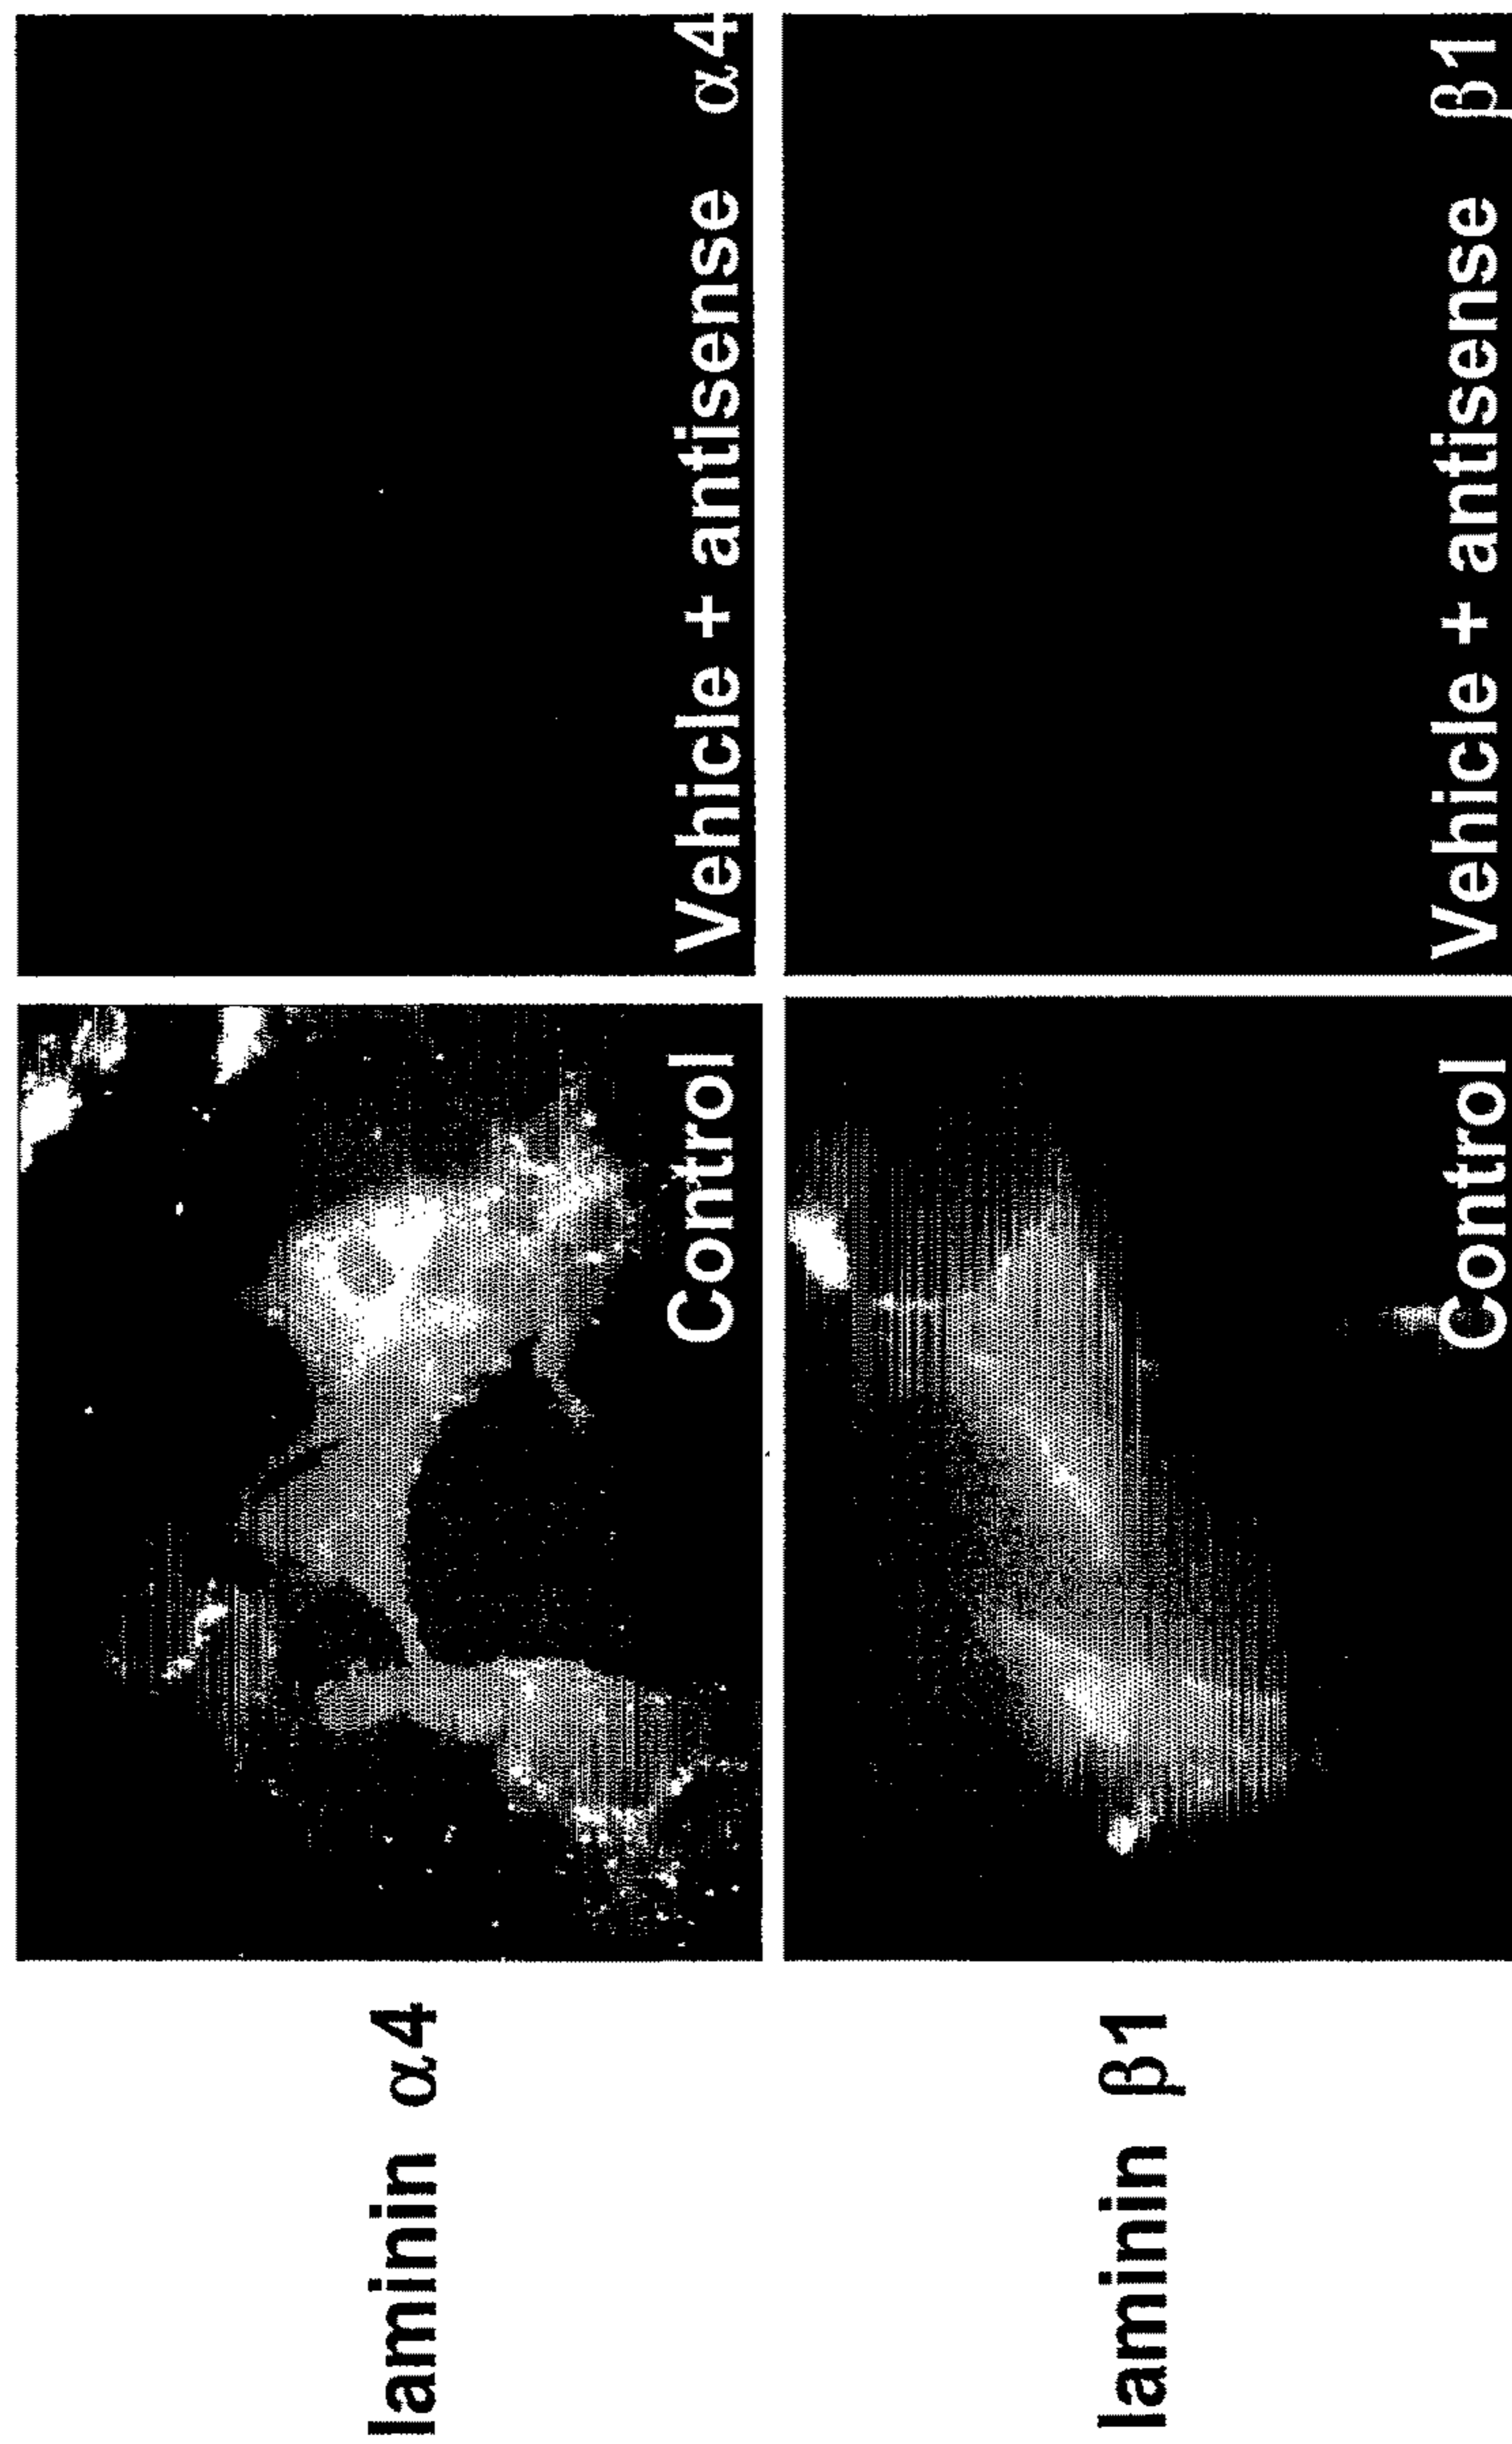 laminin α4
Control
Vehicle + antisense α4
laminin β1
Control
Vehicle + antisense β1